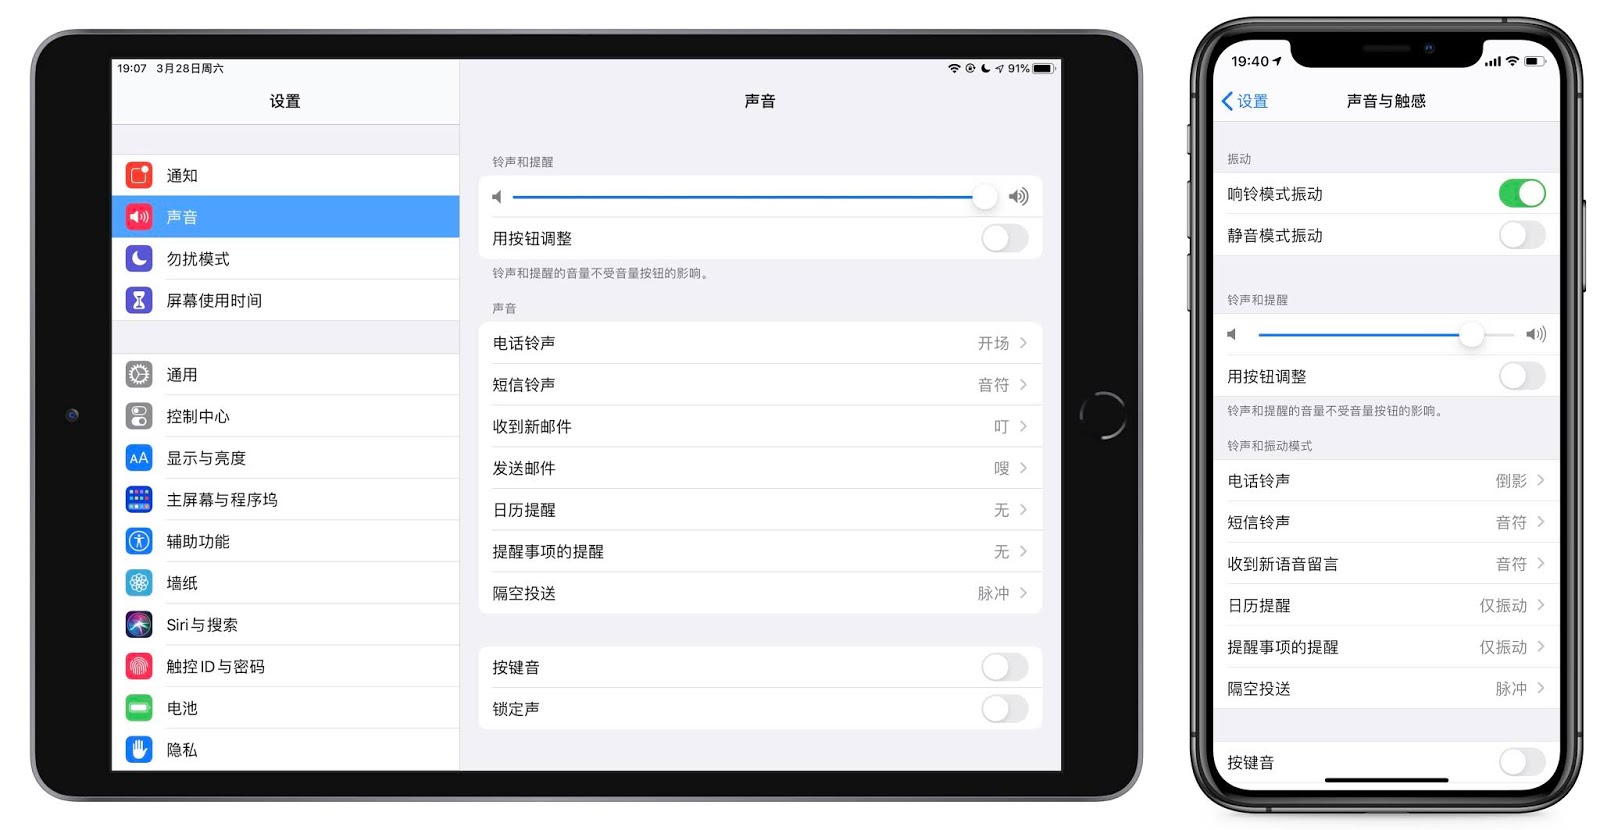 19:07 3月28日周六
91%
设置
通知
声音
勿扰模式
屏幕使用时间
通用
控制中心
AA 显示与亮度
主屏幕与程序坞
辅助功能
墙纸
Siri与搜索
触控ID与密码
电池
隐私
声音
铃声和提醒
用按钮调整
铃声和提醒的音量不受音量按钮的影响。
声音
电话铃声 开场
短信铃声 音符
收到新邮件 叮
发送邮件 嗖
日历提醒 无
提醒事项的提醒 无
隔空投送 脉冲
按键音
锁定声
19:40
设置 声音与触感
振动
响铃模式振动
静音模式振动
铃声和提醒
用按钮调整
铃声和提醒的音量不受音量按钮的影响。
铃声和振动模式
电话铃声 倒影
短信铃声 音符
收到新语音留言 音符
日历提醒 仅振动
提醒事项的提醒 仅振动
隔空投送 脉冲
按键音